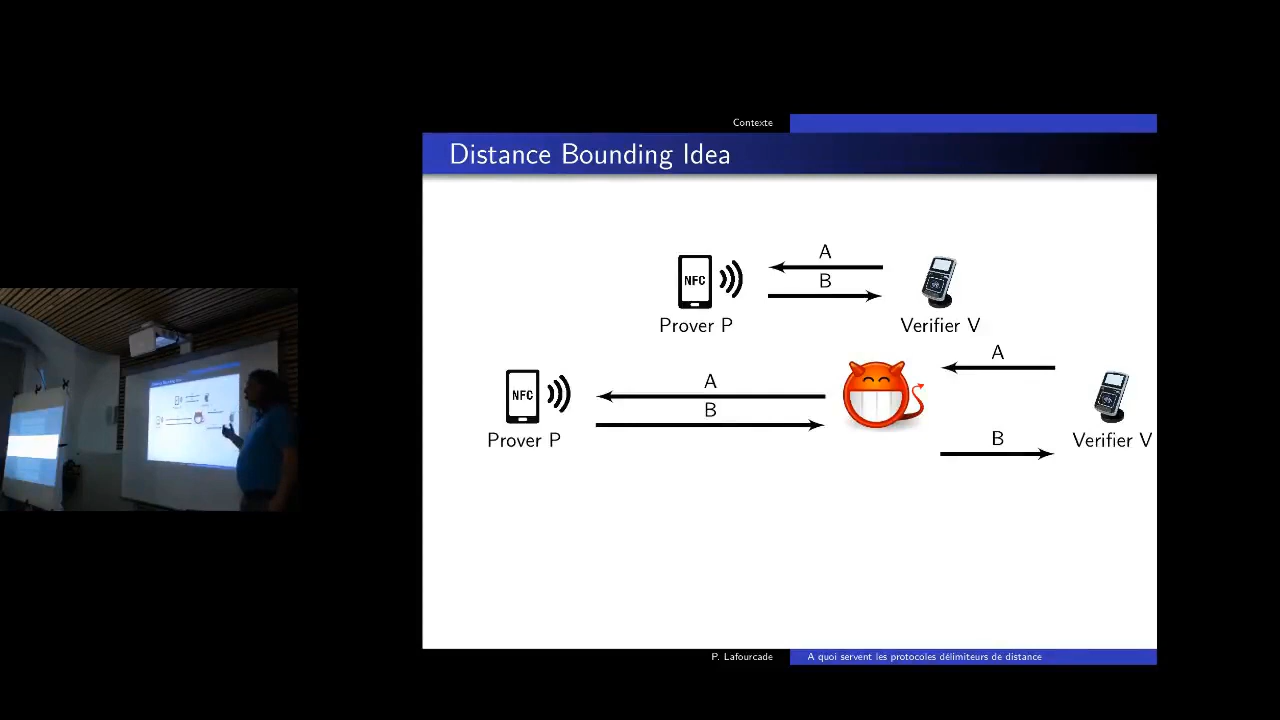 Contexte
Distance Bounding Idea
A
NFC
B
Prover P
Verifier V
A
A
NFC
B
B
Prover P
Verifier V
P. Lafourcade
A quoi servent les protocoles délimiteurs de distance